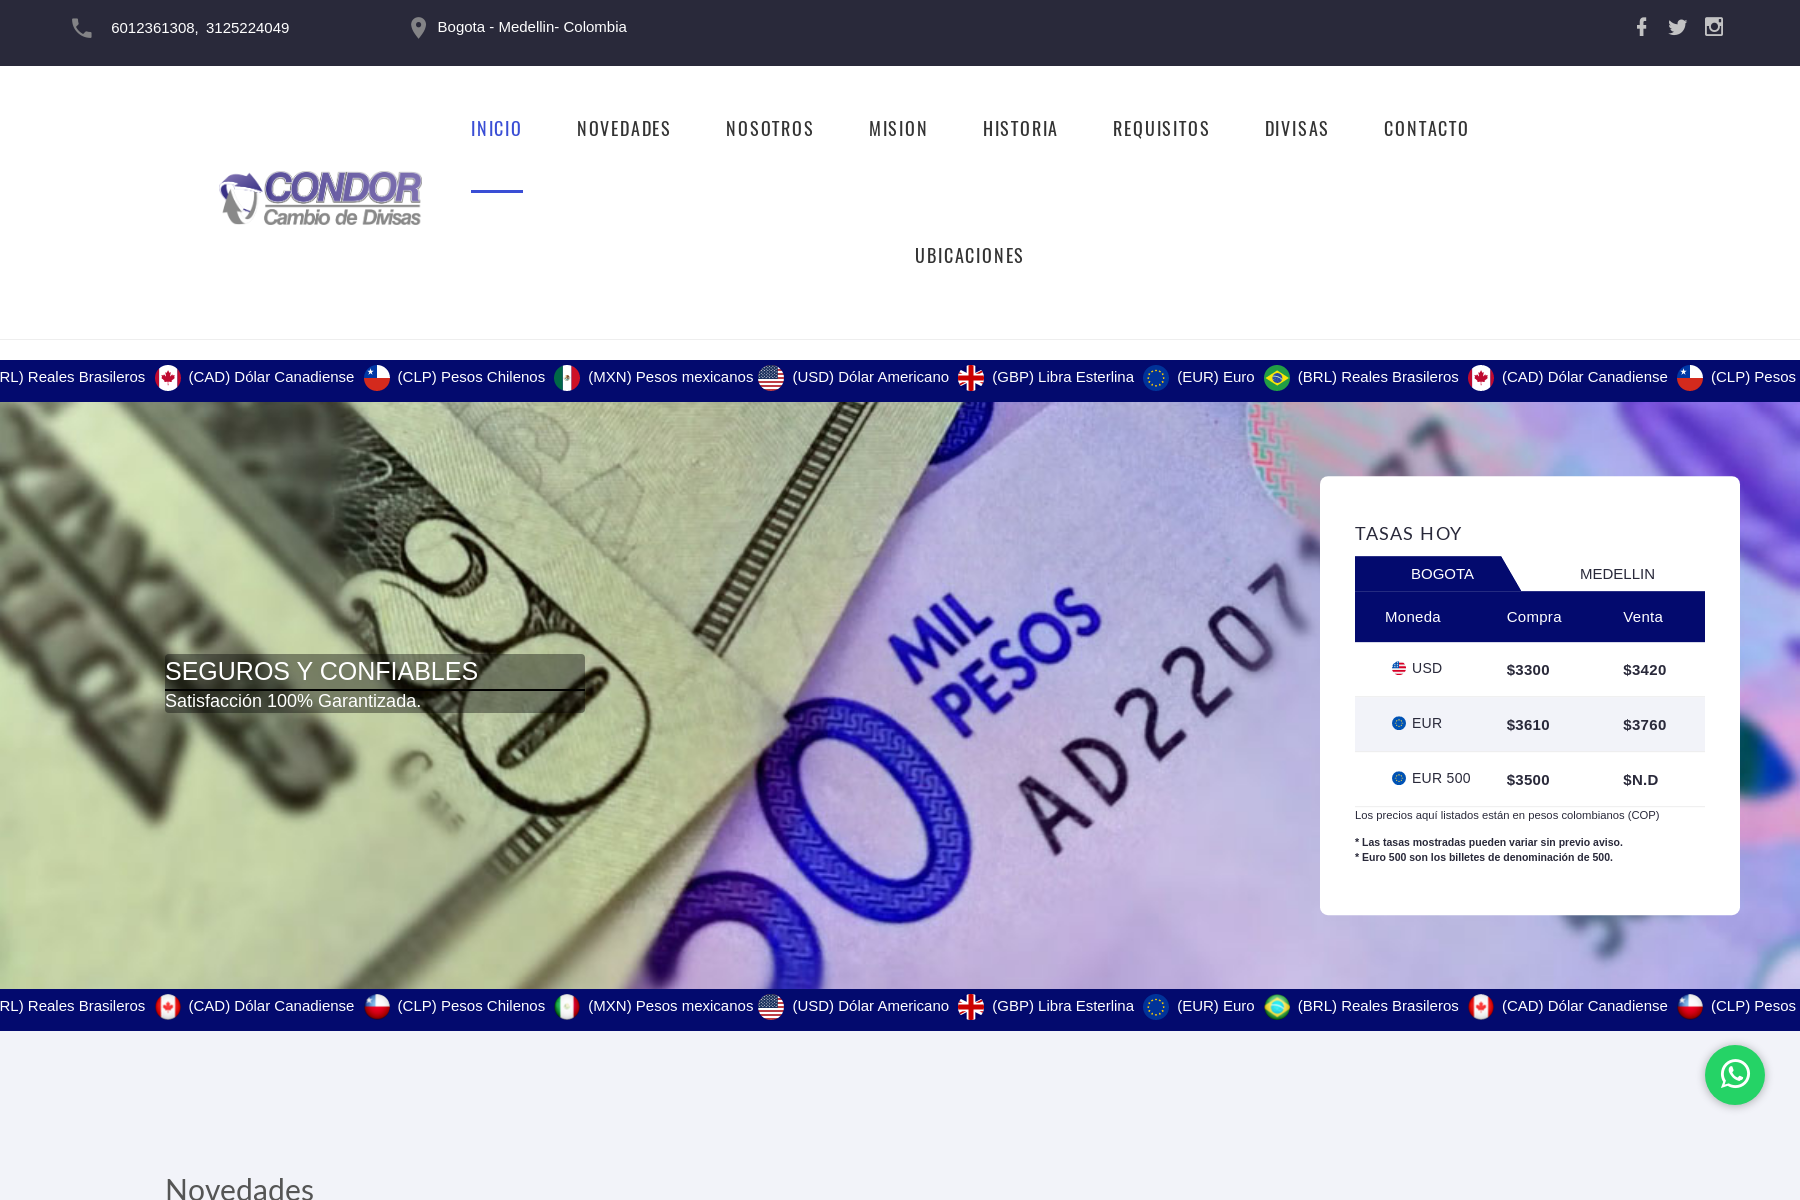 6012361308, 3125224049
Bogota - Medellin- Colombia
INICIO NOVEDADES NOSOTROS MISION HISTORIA REQUISITOS DIVISAS CONTACTO
CONDOR
Cambio de Divisas
UBICACIONES
RL) Reales Brasileros (CAD) Dólar Canadiense (CLP) Pesos Chilenos (MXN) Pesos mexicanos (USD) Dólar Americano (GBP) Libra Esterlina (EUR) Euro (BRL) Reales Brasileros (CAD) Dólar Canadiense (CLP) Pesos
20
MIL
PESOS
AD2207
SEGUROS Y CONFIABLES
Satisfacción 100% Garantizada.
TASAS HOY
BOGOTA MEDELLIN
Moneda Compra Venta
USD $3300 $3420
EUR $3610 $3760
EUR 500 $3500 $N.D
Los precios aquí listados están en pesos colombianos (COP)
* Las tasas mostradas pueden variar sin previo aviso.
* Euro 500 son los billetes de denominación de 500.
RL) Reales Brasileros (CAD) Dólar Canadiense (CLP) Pesos Chilenos (MXN) Pesos mexicanos (USD) Dólar Americano (GBP) Libra Esterlina (EUR) Euro (BRL) Reales Brasileros (CAD) Dólar Canadiense (CLP) Pesos
Novedades